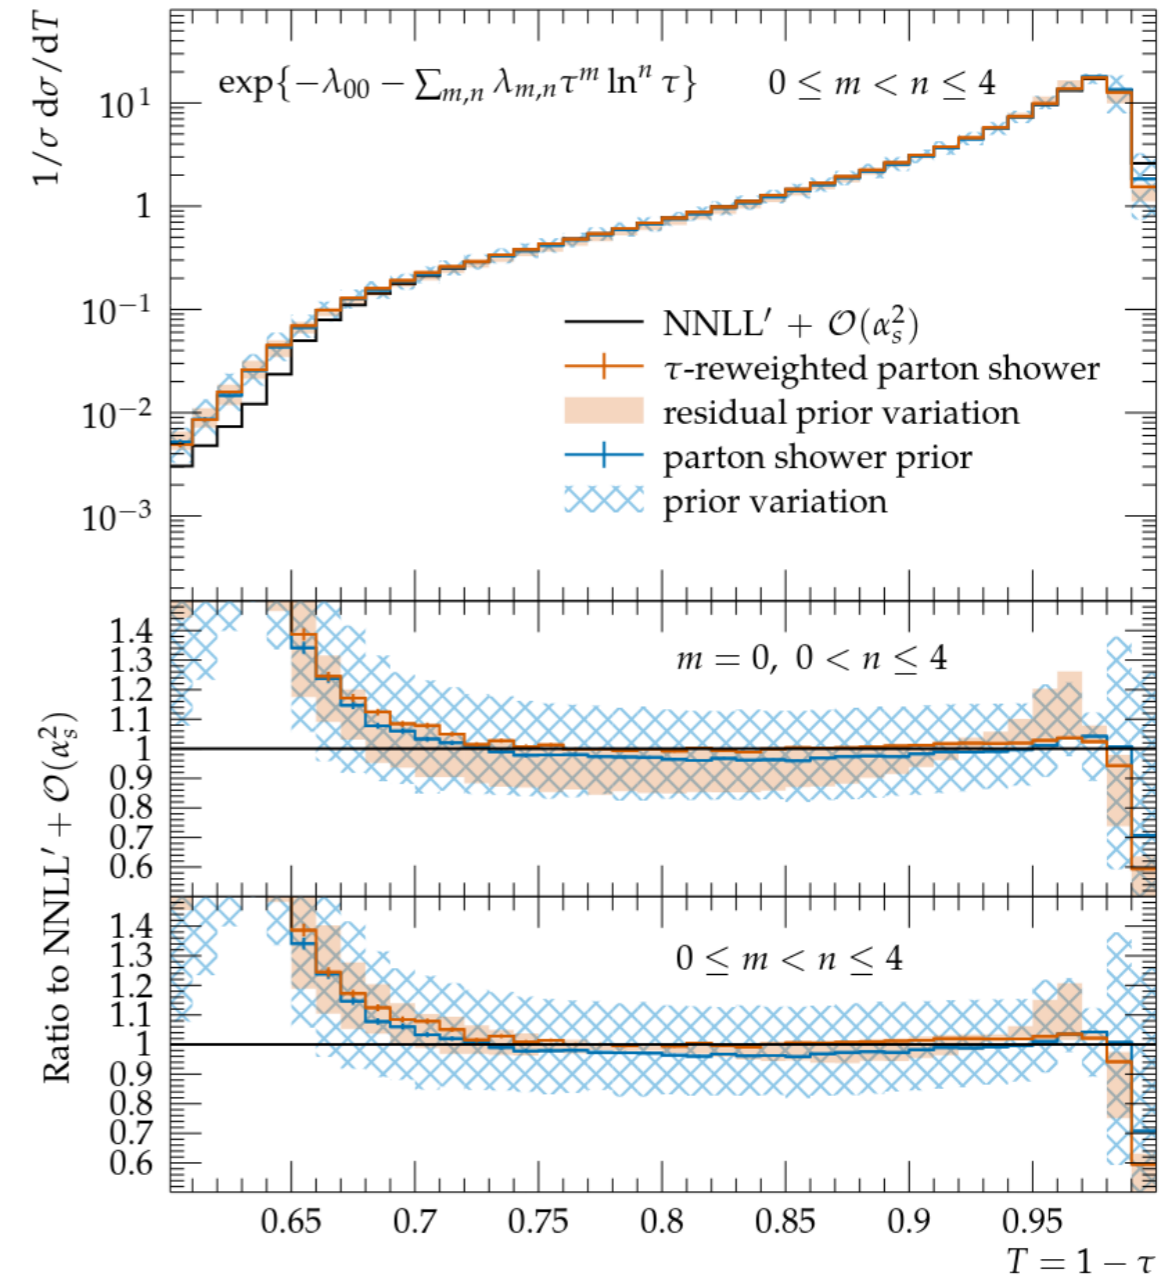 1/σ dσ/dT
exp{−λ₀₀ − ∑ₘ,ₙ λₘ,ₙτᵐ lnⁿ τ}
0 ≤ m < n ≤ 4
10¹
1
10⁻¹
10⁻²
10⁻³
NNLL′ + 𝒪(αₛ²)
τ-reweighted parton shower
residual prior variation
parton shower prior
prior variation
Ratio to NNLL′ + 𝒪(αₛ²)
m = 0, 0 < n ≤ 4
1.4
1.3
1.2
1.1
1
0.9
0.8
0.7
0.6
0 ≤ m < n ≤ 4
1.4
1.3
1.2
1.1
1
0.9
0.8
0.7
0.6
0.65 0.7 0.75 0.8 0.85 0.9 0.95
T = 1 − τ